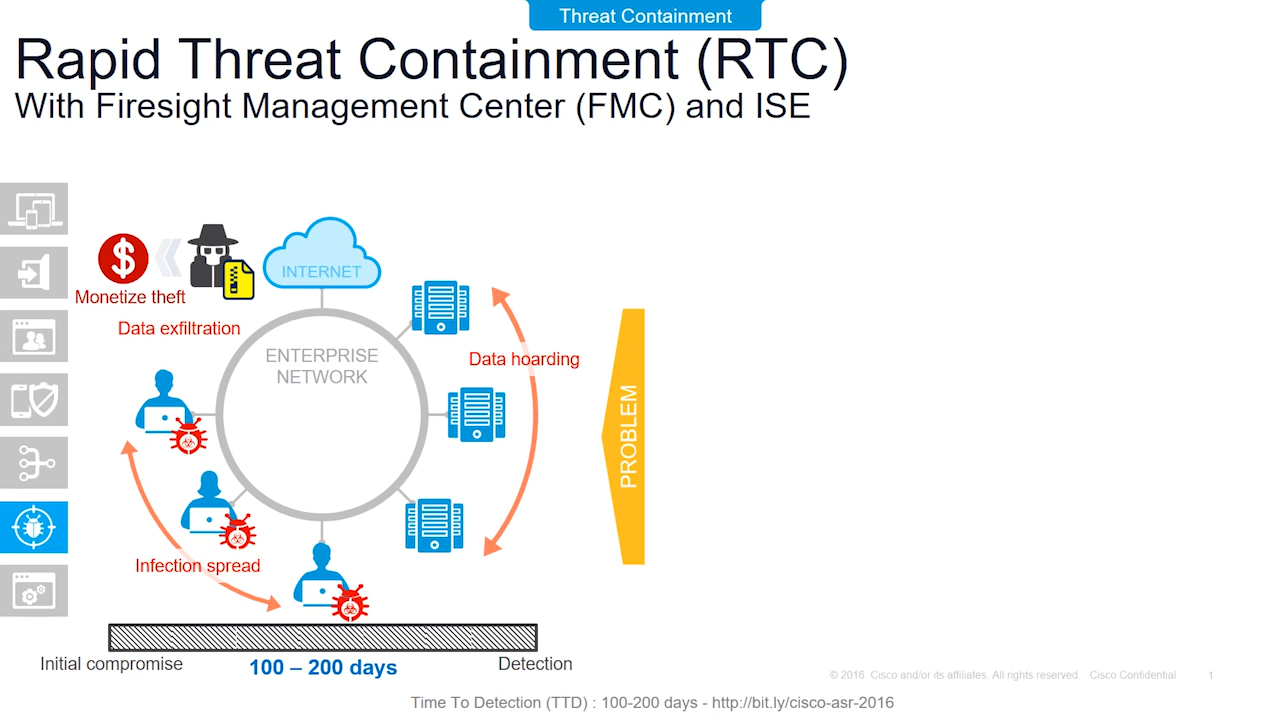 Threat Containment
Rapid Threat Containment (RTC)
With Firesight Management Center (FMC) and ISE
INTERNET
Monetize theft
Data exfiltration
ENTERPRISE
NETWORK
Data hoarding
PROBLEM
Infection spread
Initial compromise
100 – 200 days
Detection
© 2016 Cisco and/or its affiliates. All rights reserved. Cisco Confidential 1
Time To Detection (TTD) : 100-200 days - http://bit.ly/cisco-asr-2016